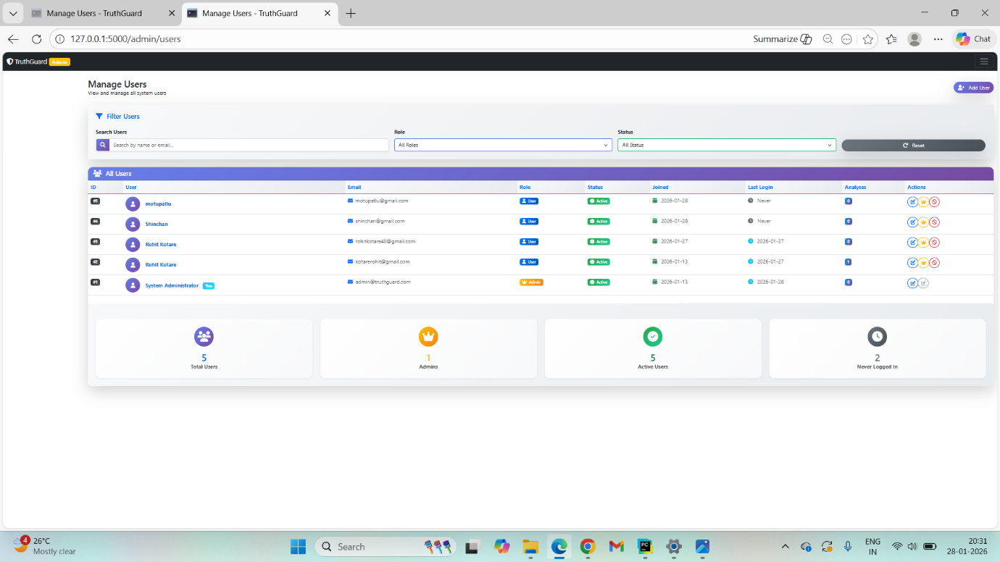 Manage Users - TruthGuard
Manage Users - TruthGuard
127.0.0.1:5000/admin/users
Summarize
Chat
TruthGuard Admin
Manage Users
View and manage all system users
Add User
Filter Users
Search Users Role Status
Search by name or email... All Roles All Status Reset
All Users
ID User Email Role Status Joined Last Login Analyses Actions
#5 motupatlu motupatlu@gmail.com User Active 2026-01-28 Never 0
#4 Shinchan shinchan@gmail.com User Active 2026-01-28 Never 0
#3 Rohit Kotare rohitkotare48@gmail.com User Active 2026-01-27 2026-01-27 0
#2 Rohit Kotare kotarerohit@gmail.com User Active 2026-01-13 2026-01-27 1
#1 System Administrator You admin@truthguard.com Admin Active 2026-01-13 2026-01-28 0
5 1 5 2
Total Users Admins Active Users Never Logged In
4
26°C
Mostly clear
Search
PC
ENG
IN
20:31
28-01-2026